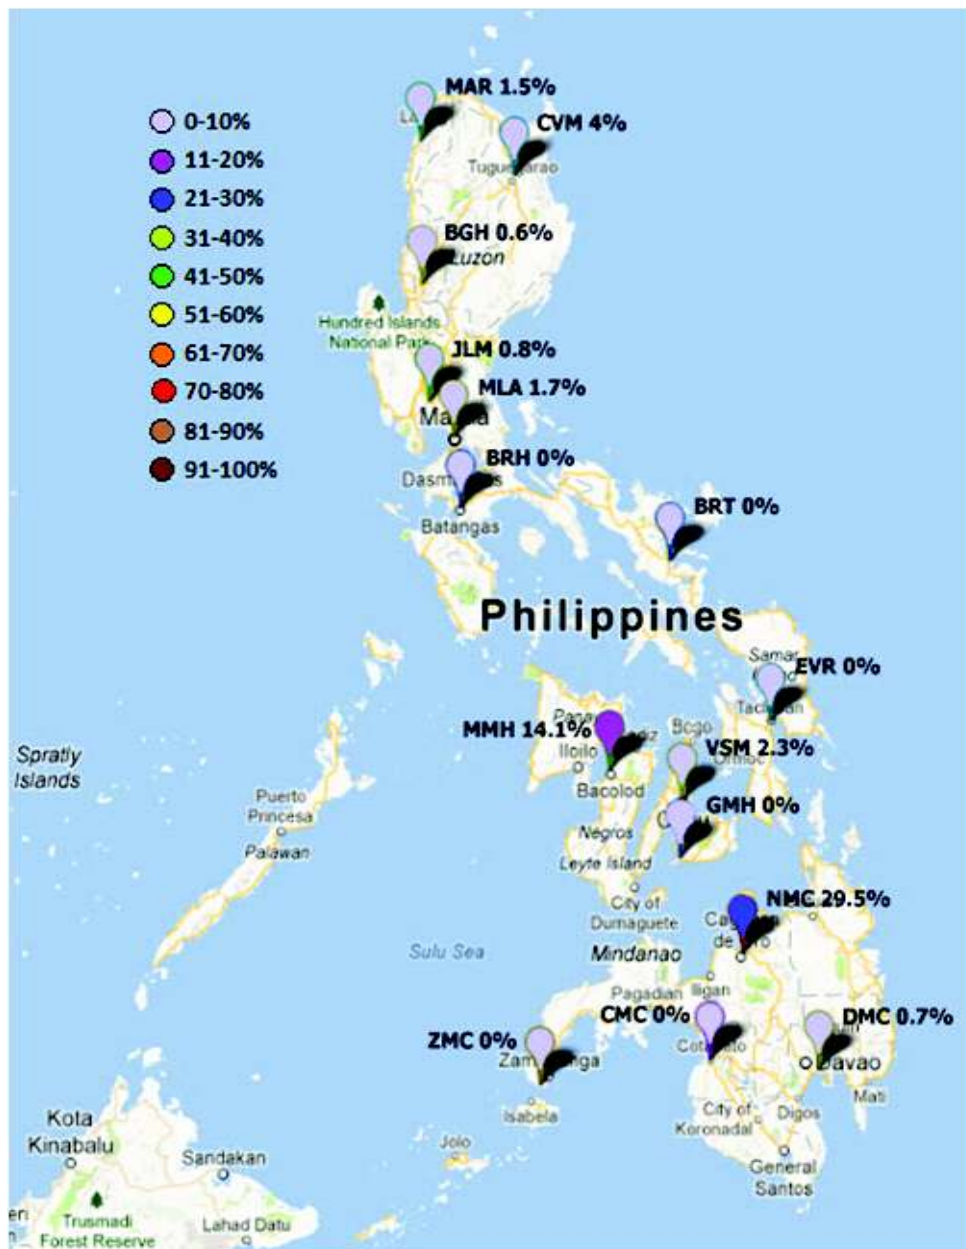 MAR 1.5%
0-10%
CVM 4%
11-20%
21-30%
BGH 0.6%
31-40%
Luzon
41-50%
Hundred Islands
National Park
51-60%
JLM 0.8%
61-70%
MLA 1.7%
70-80%
81-90%
BRH 0%
91-100%
BRT 0%
Batangas
Philippines
Samar
EVR 0%
MMH 14.1%
VSM 2.3%
Spratly
Islands
Iloilo
Bacolod
GMH 0%
Puerto
Princesa
Negros
Palawan
Leyte Island
NMC 29.5%
City of
Dumaguete
Sulu Sea
Mindanao
Iligan
Pagadian
CMC 0%
DMC 0.7%
ZMC 0%
Davao
Mati
Isabela
City of
Koronadal
Digos
Kota
Kinabalu
Jolo
Sandakan
General
Santos
Trusmadi
Forest Reserve
Lahad Datu